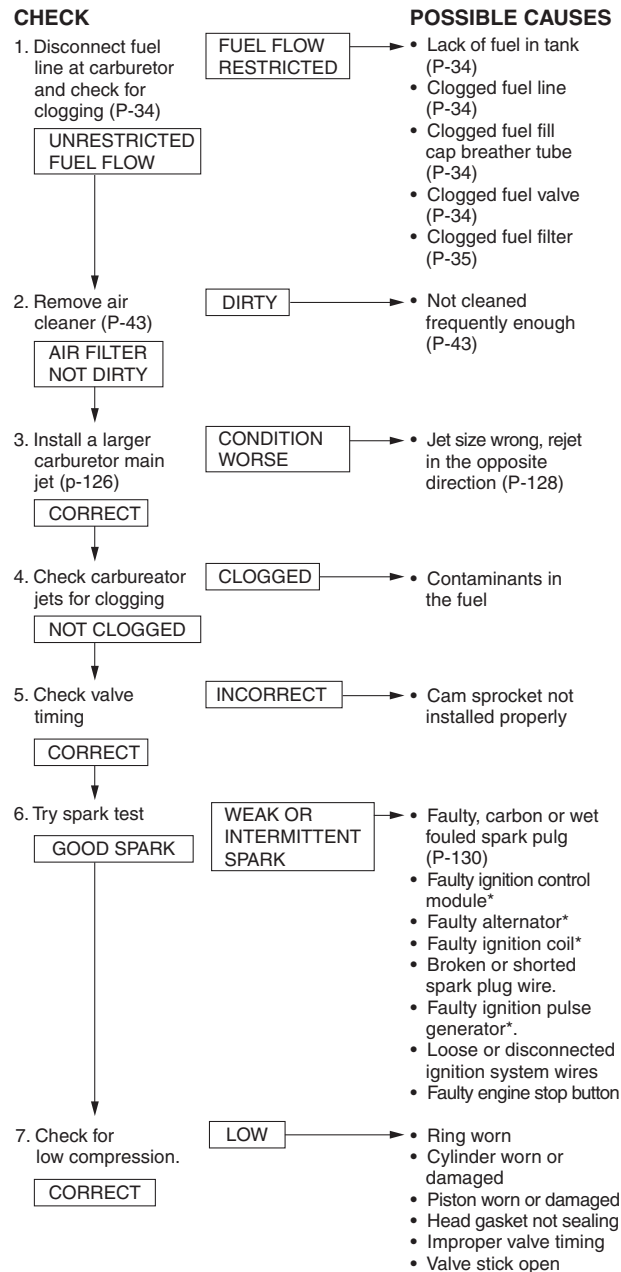 CHECK
POSSIBLE CAUSES
1. Disconnect fuel
line at carburetor
and check for
clogging (P-34)
UNRESTRICTED
FUEL FLOW
FUEL FLOW
RESTRICTED
• Lack of fuel in tank
(P-34)
• Clogged fuel line
(P-34)
• Clogged fuel fill
cap breather tube
(P-34)
• Clogged fuel valve
(P-34)
• Clogged fuel filter
(P-35)
2. Remove air
cleaner (P-43)
AIR FILTER
NOT DIRTY
DIRTY
• Not cleaned
frequently enough
(P-43)
3. Install a larger
carburetor main
jet (p-126)
CORRECT
CONDITION
WORSE
• Jet size wrong, rejet
in the opposite
direction (P-128)
4. Check carbureator
jets for clogging
NOT CLOGGED
CLOGGED
• Contaminants in
the fuel
5. Check valve
timing
CORRECT
INCORRECT
• Cam sprocket not
installed properly
6. Try spark test
GOOD SPARK
WEAK OR
INTERMITTENT
SPARK
• Faulty, carbon or wet
fouled spark pulg
(P-130)
• Faulty ignition control
module*
• Faulty alternator*
• Faulty ignition coil*
• Broken or shorted
spark plug wire.
• Faulty ignition pulse
generator*.
• Loose or disconnected
ignition system wires
• Faulty engine stop button
7. Check for
low compression.
CORRECT
LOW
• Ring worn
• Cylinder worn or
damaged
• Piston worn or damaged
• Head gasket not sealing
• Improper valve timing
• Valve stick open